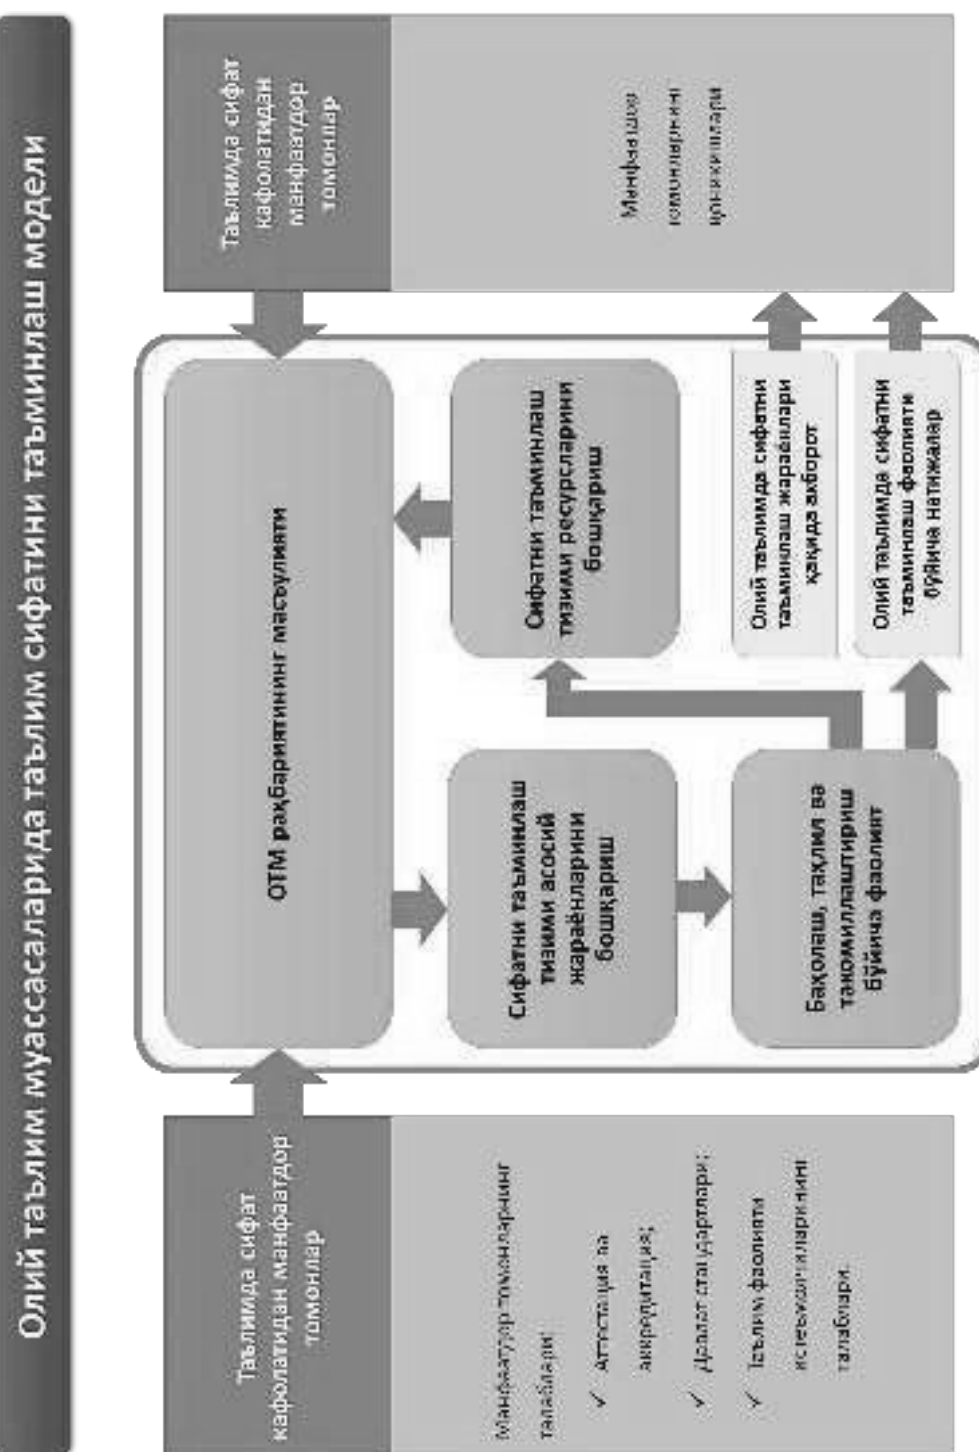 Олий таълим муассасаларида таълим сифатини таъминлаш модели
Таълимда сифат
кафолатидан манфаатдор
томонлар
Манфаатдор томонларнинг
талаблари:
✓ Аттестация ва
аккредитация;
✓ Давлат стандартлари;
✓ Таълим фаолияти
истеъмолчиларининг
талаблари.
ОТМ раҳбариятининг масъулияти
Сифатни таъминлаш
тизими асосий
жараёнларини
бошқариш
Сифатни таъминлаш
тизими ресурсларини
бошқариш
Баҳолаш, таҳлил ва
такомиллаштириш
бўйича фаолият
Олий таълимда сифатни
таъминлаш жараёнлари
ҳақида ахборот
Олий таълимда сифатни
таъминлаш фаолияти
бўйича натижалар
Таълимда сифат
кафолатидан
манфаатдор
томонлар
Манфаатдор
томонларнинг
қониқишлари